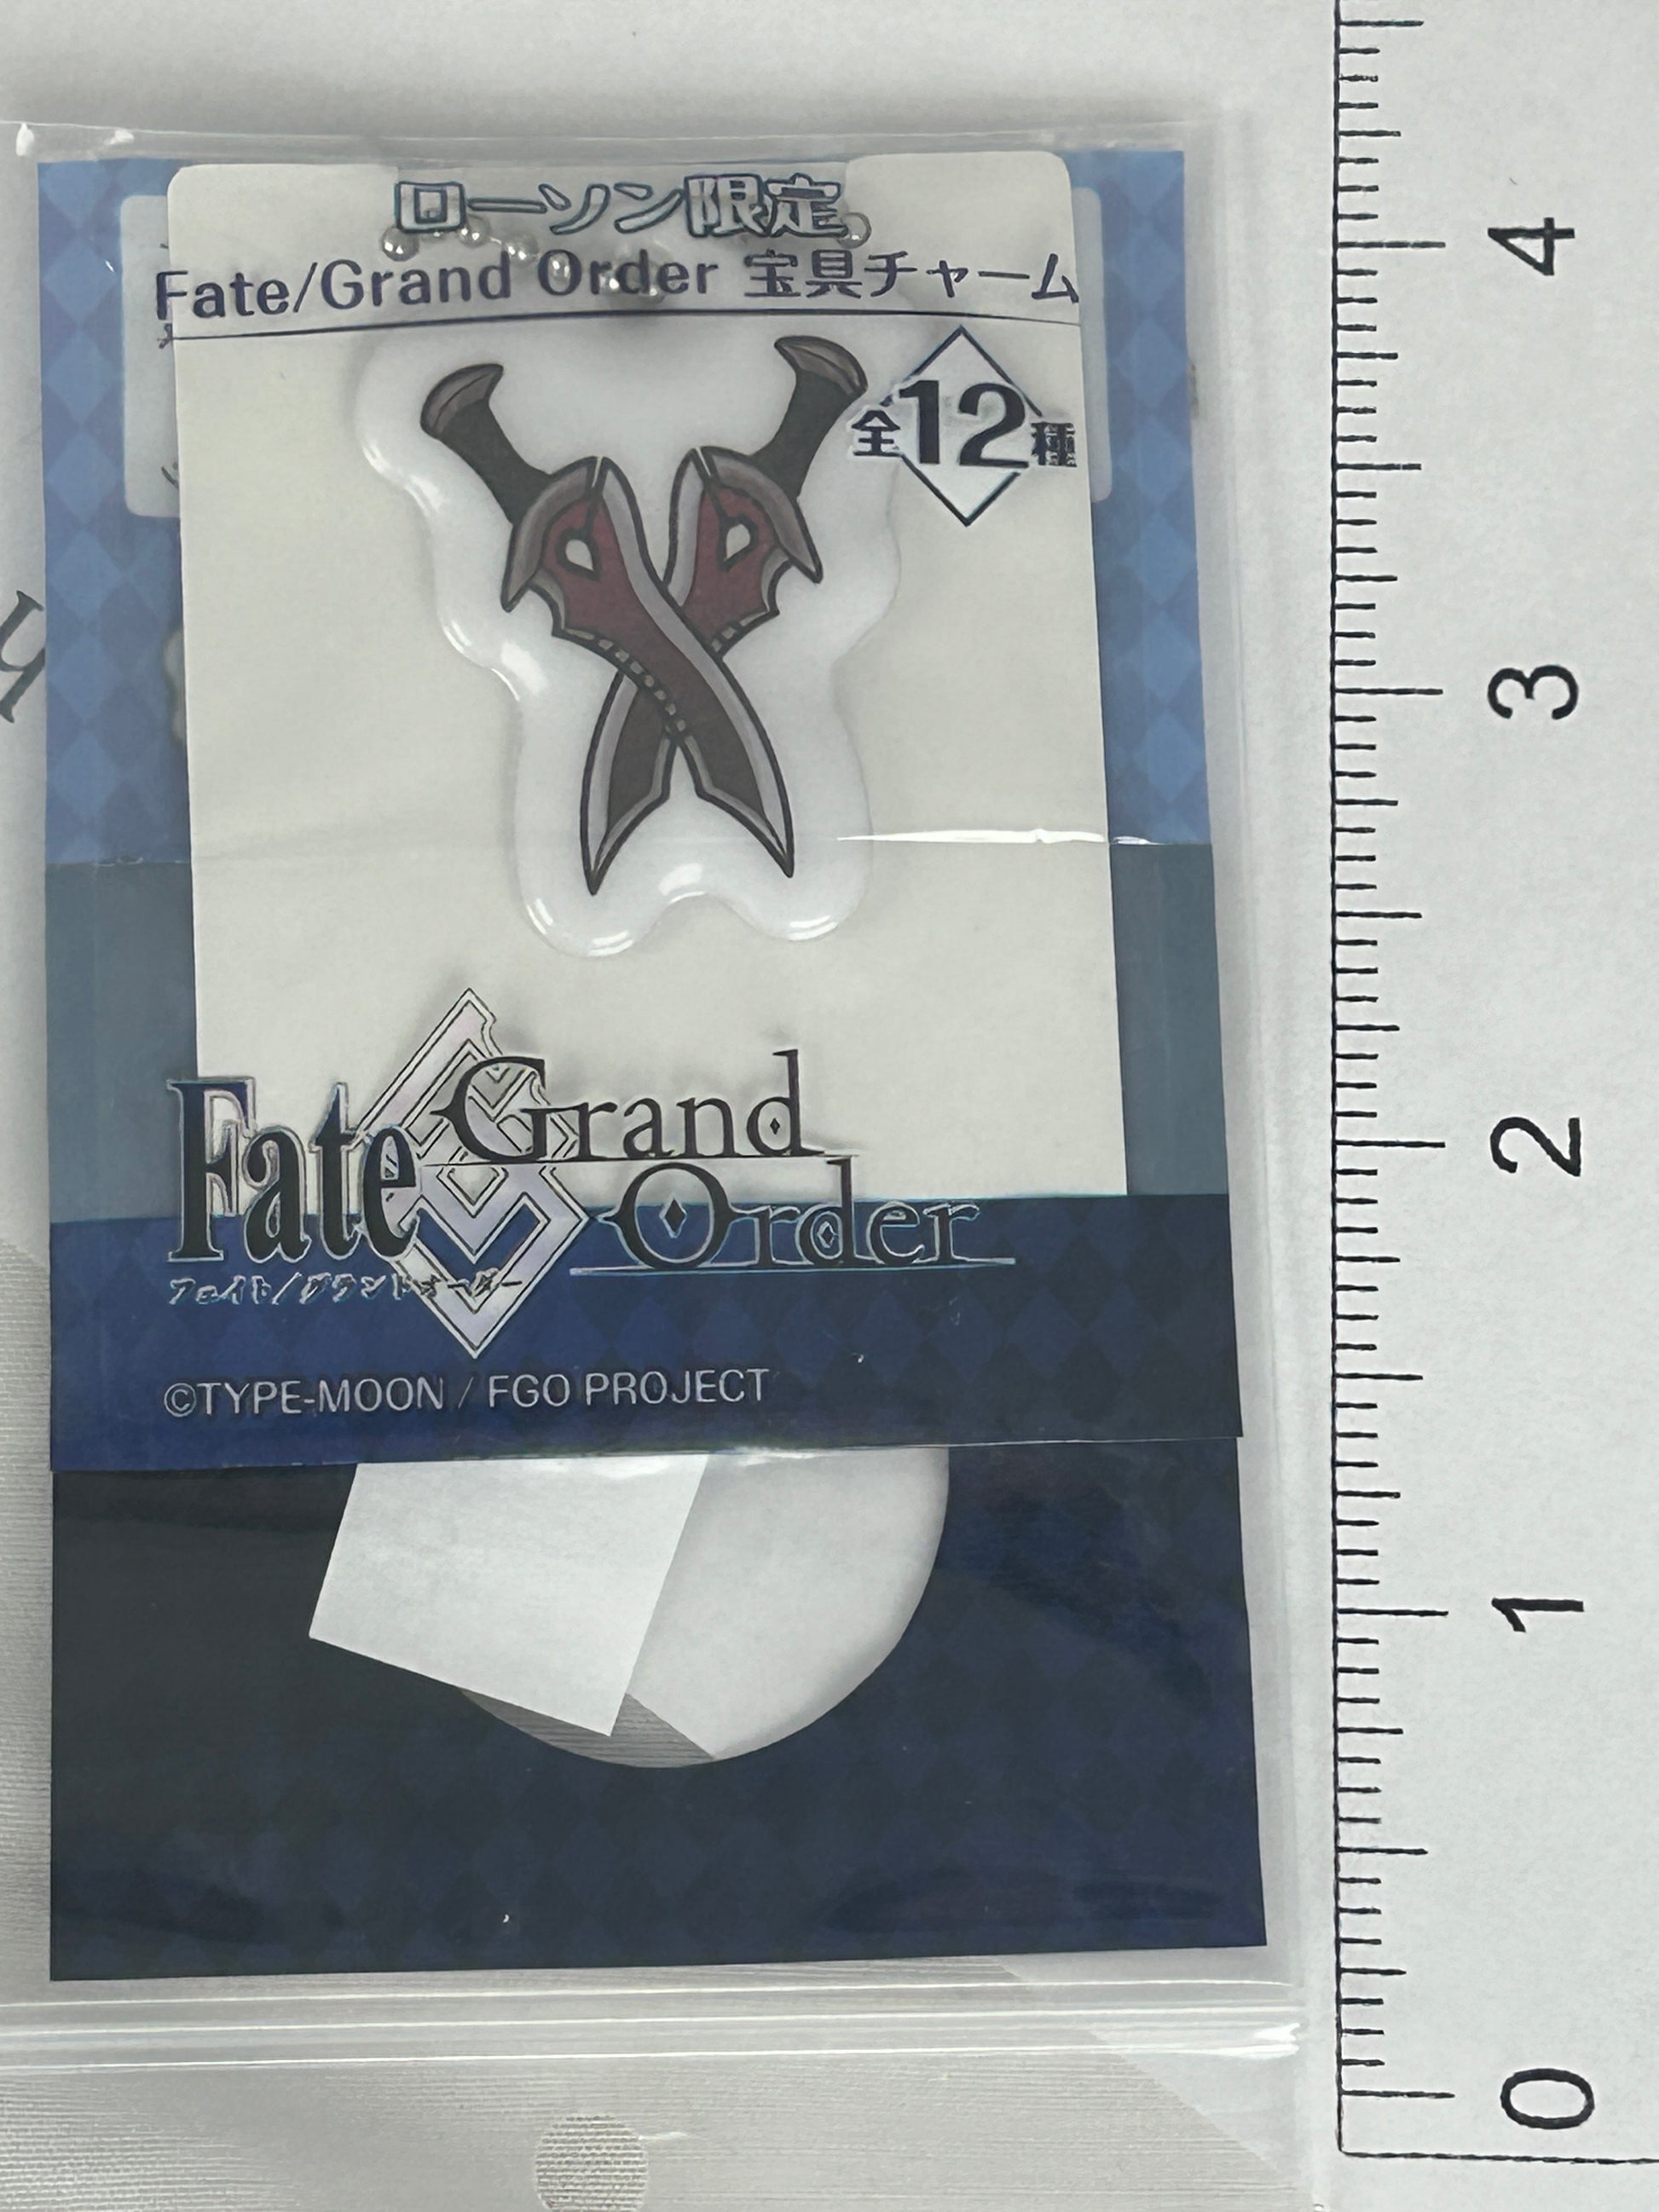 ローソン限定
Fate/Grand Order 宝具チャーム
全12種
Fate Grand
Order
フェイト/グランドオーダー
©TYPE-MOON / FGO PROJECT
4
3
2
1
0